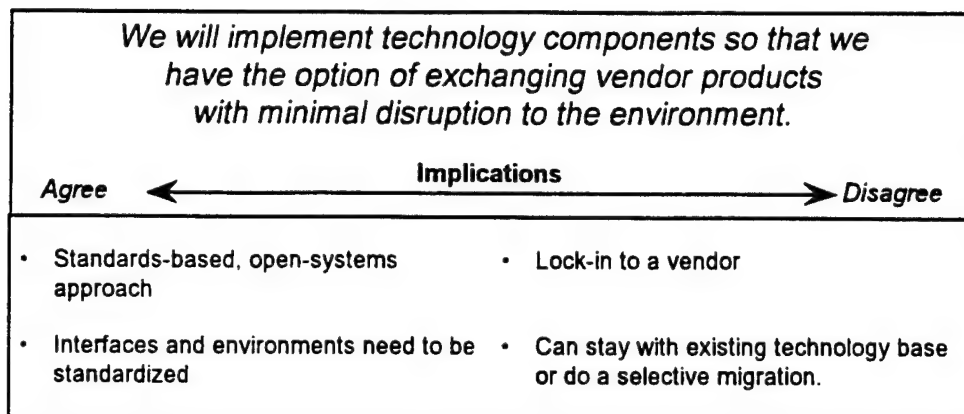 We will implement technology components so that we
have the option of exchanging vendor products
with minimal disruption to the environment.
Implications
Agree
Disagree
• Standards-based, open-systems
approach
• Interfaces and environments need to be
standardized
• Lock-in to a vendor
• Can stay with existing technology base
or do a selective migration.